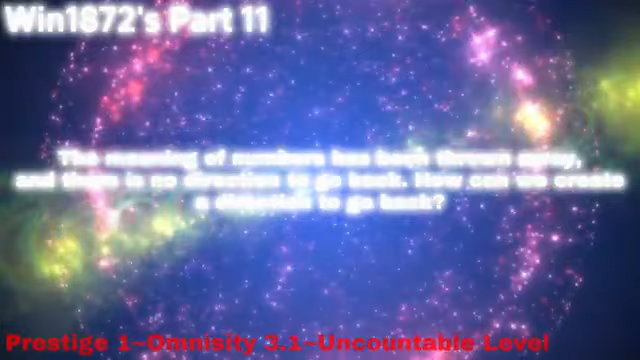 Win1872's Part 11
The meaning of numbers has been thrown away,
and there is no direction to go back. How can we create
a direction to go back?
Prestige 1~Omnisity 3.1~Uncountable Level